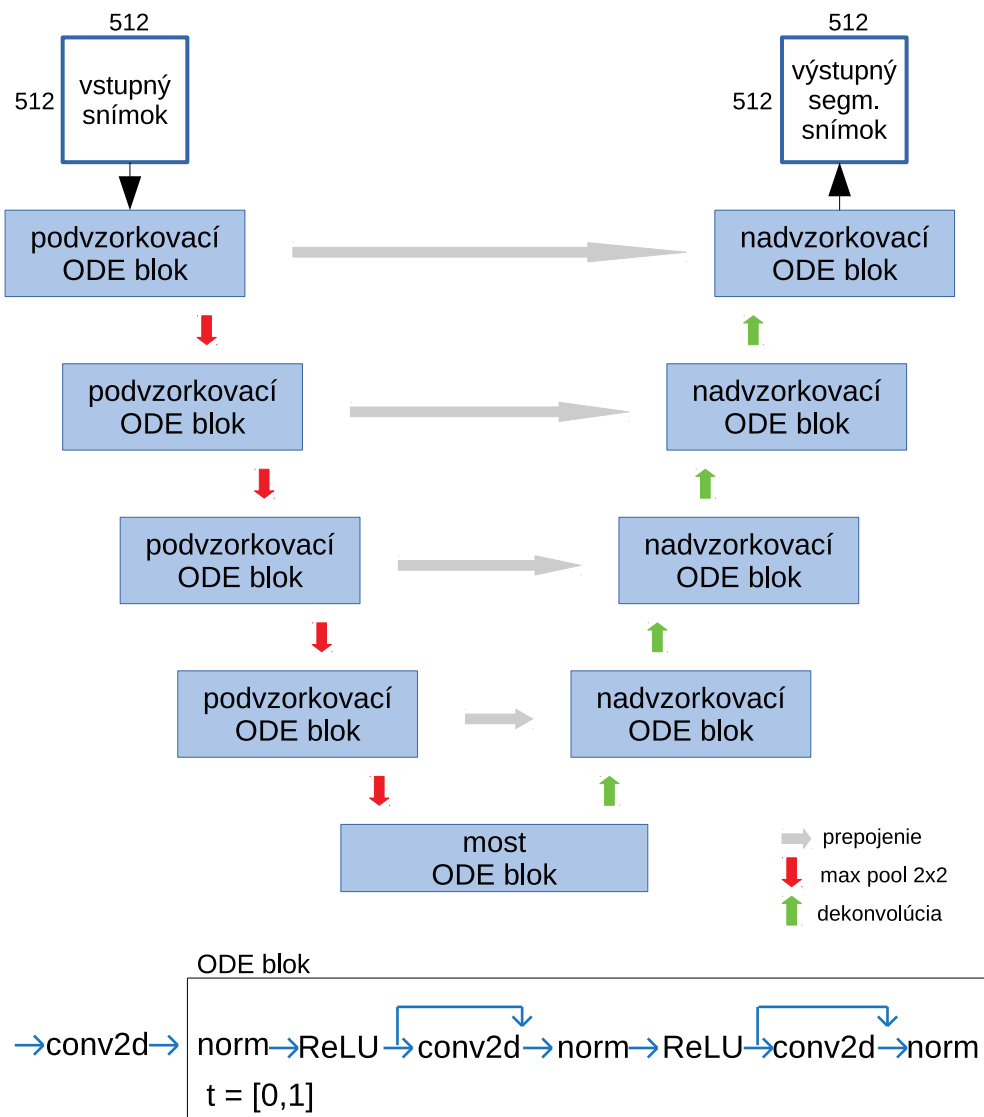 512
512
512
512
vstupný
snímok
výstupný
segm.
snímok
podvzorkovací
ODE blok
nadvzorkovací
ODE blok
podvzorkovací
ODE blok
nadvzorkovací
ODE blok
podvzorkovací
ODE blok
nadvzorkovací
ODE blok
podvzorkovací
ODE blok
nadvzorkovací
ODE blok
most
ODE blok
prepojenie
max pool 2x2
dekonvolúcia
ODE blok
conv2d norm ReLU conv2d norm ReLU conv2d norm
t = [0,1]